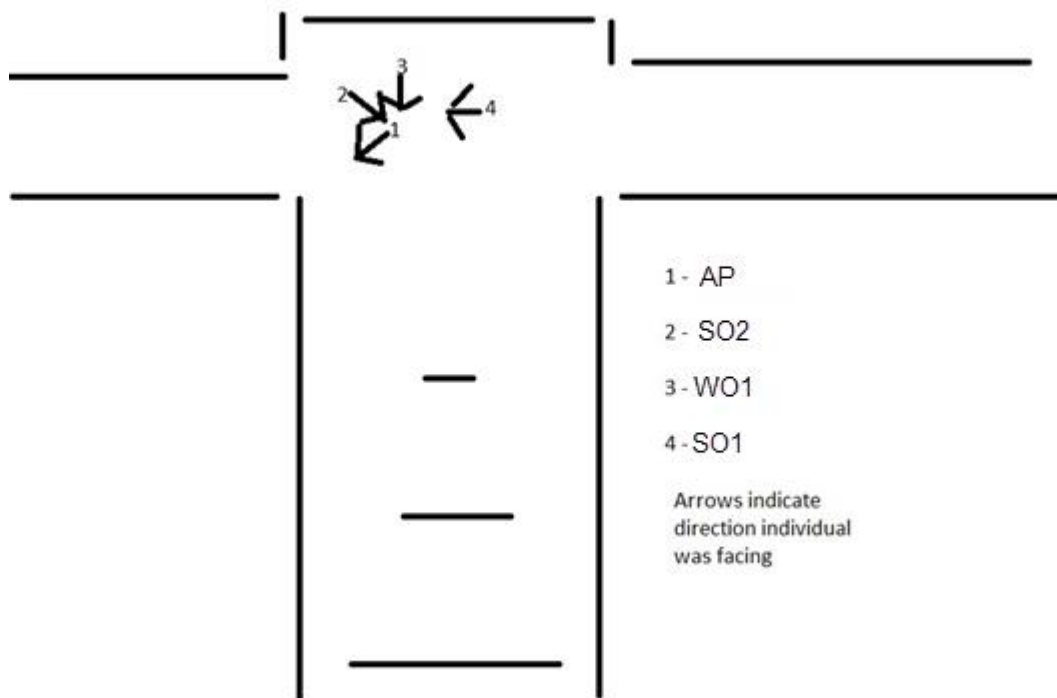 3
2
4
1
1 - AP
2 - SO2
3 - WO1
4 - SO1
Arrows indicate
direction individual
was facing